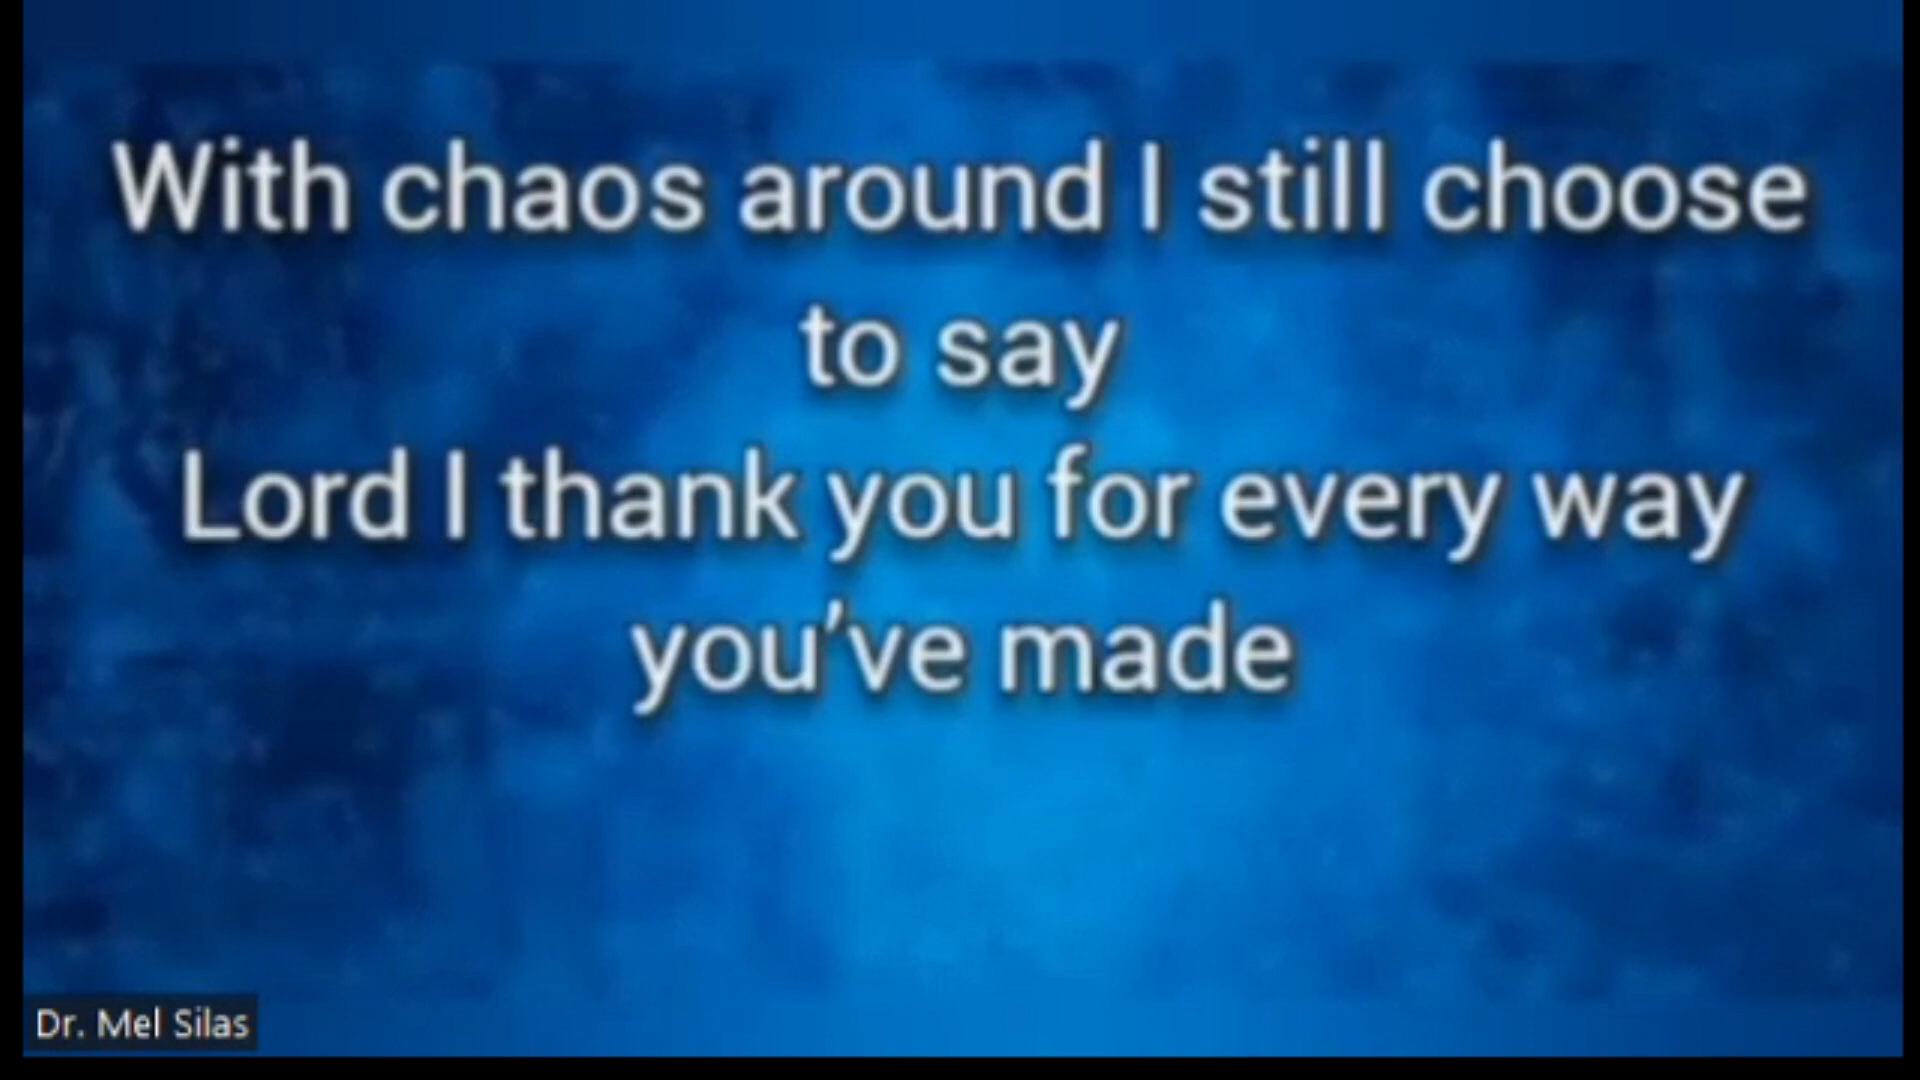 With chaos around I still choose
to say
Lord I thank you for every way
you've made
Dr. Mel Silas